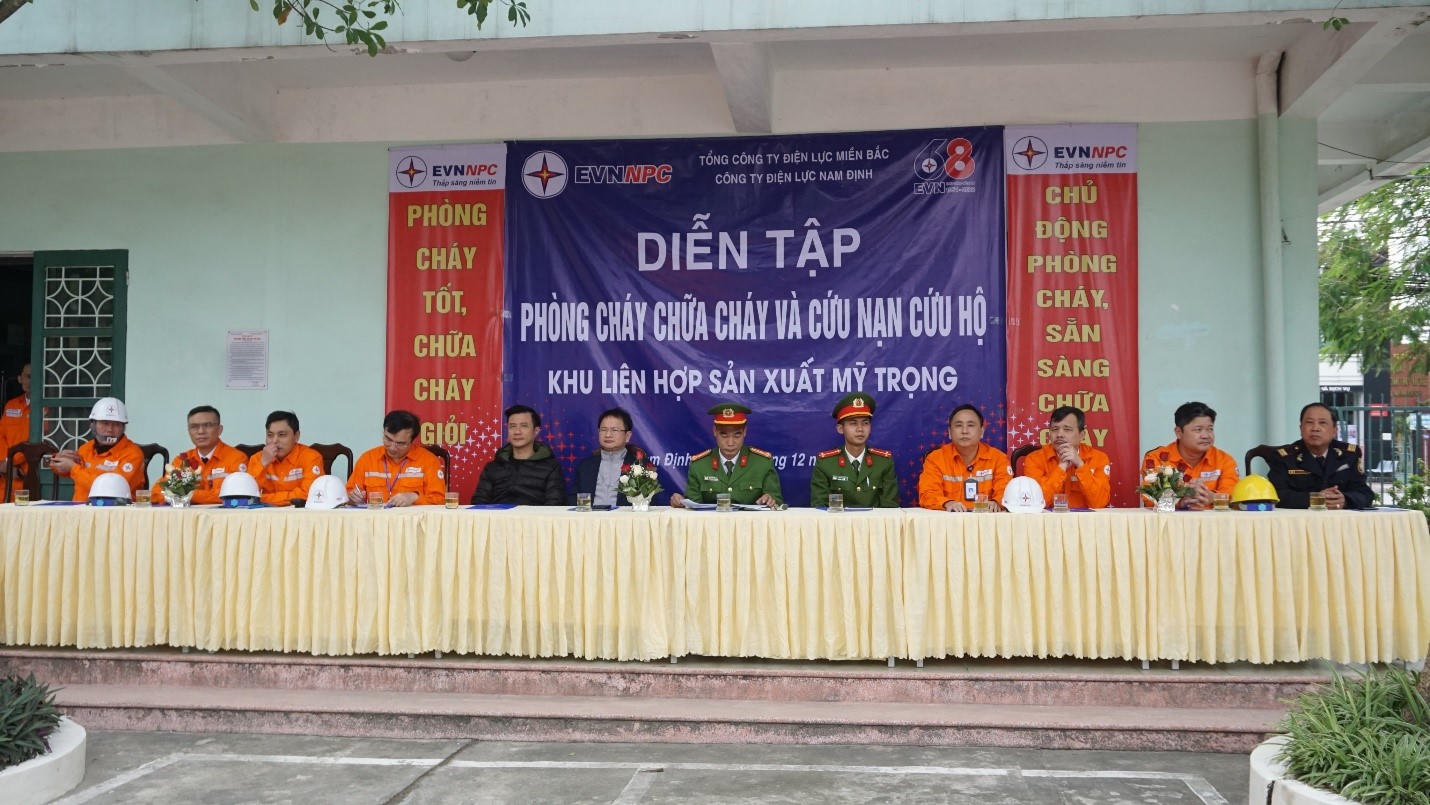 EVNNPC
Thắp sáng niềm tin
PHÒNG
CHÁY
TỐT,
CHỮA
CHÁY
GIỎI
EVNNPC
TỔNG CÔNG TY ĐIỆN LỰC MIỀN BẮC
CÔNG TY ĐIỆN LỰC NAM ĐỊNH
68
EVN
DIỄN TẬP
PHÒNG CHÁY CHỮA CHÁY VÀ CỨU NẠN CỨU HỘ
KHU LIÊN HỢP SẢN XUẤT MỸ TRỌNG
Định, 12
EVNNPC
Thắp sáng niềm tin
CHỦ
ĐỘNG
PHÒNG
CHÁY,
SẴN
SÀNG
CHỮA
CHÁY